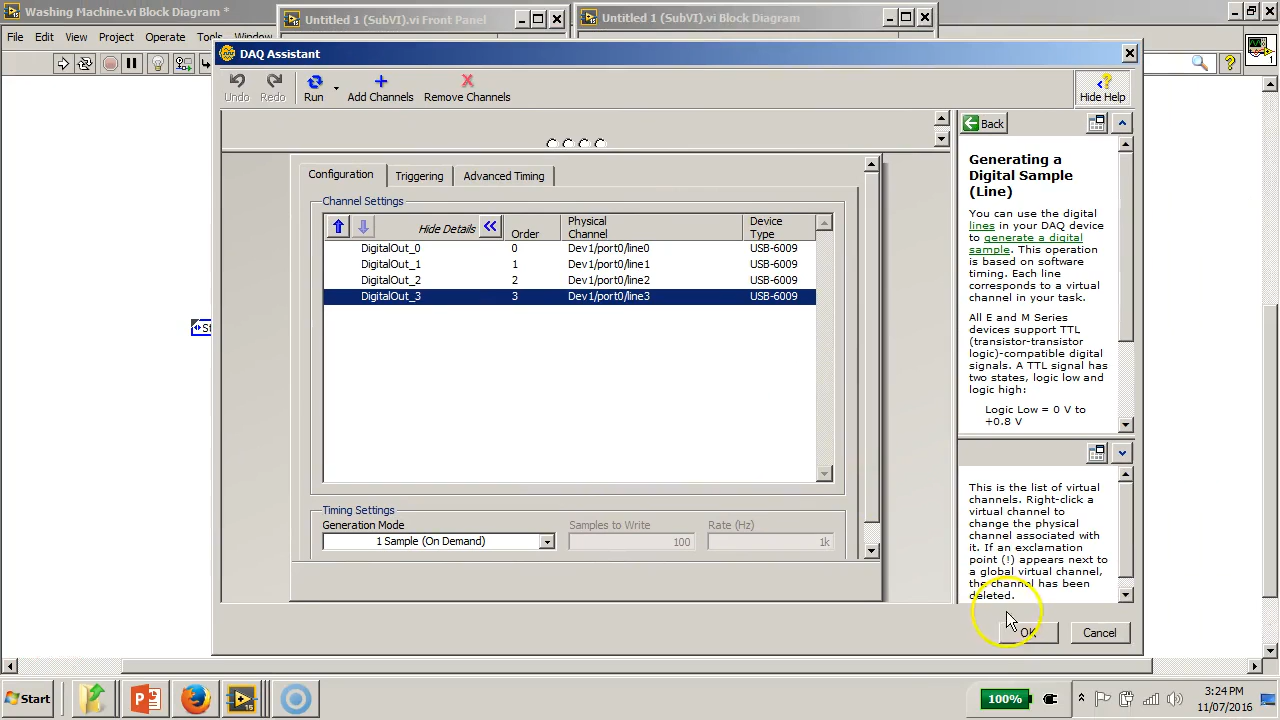 Washing Machine.vi Block Diagram *
Untitled 1 (SubVI).vi Front Panel
Untitled 1 (SubVI).vi Block Diagram
File Edit View Project Operate Tools Window
DAQ Assistant
Undo Redo Run Add Channels Remove Channels Hide Help
Back
Configuration Triggering Advanced Timing
Channel Settings
Hide Details Order Physical Channel Device Type
DigitalOut_0 0 Dev1/port0/line0 USB-6009
DigitalOut_1 1 Dev1/port0/line1 USB-6009
DigitalOut_2 2 Dev1/port0/line2 USB-6009
DigitalOut_3 3 Dev1/port0/line3 USB-6009
Timing Settings
Generation Mode Samples to Write Rate (Hz)
1 Sample (On Demand) 100 1k
Generating a
Digital Sample
(Line)
You can use the digital
lines in your DAQ device
to generate a digital
sample. This operation
is based on software
timing. Each line
corresponds to a virtual
channel in your task.
All E and M Series
devices support TTL
(transistor-transistor
logic)-compatible digital
signals. A TTL signal has
two states, logic low and
logic high:
Logic Low = 0 V to
+0.8 V
This is the list of virtual
channels. Right-click a
virtual channel to
change the physical
channel associated with
it. If an exclamation
point (!) appears next to
a global virtual channel,
the channel has been
deleted.
OK Cancel
Start
100%
3:24 PM
11/07/2016